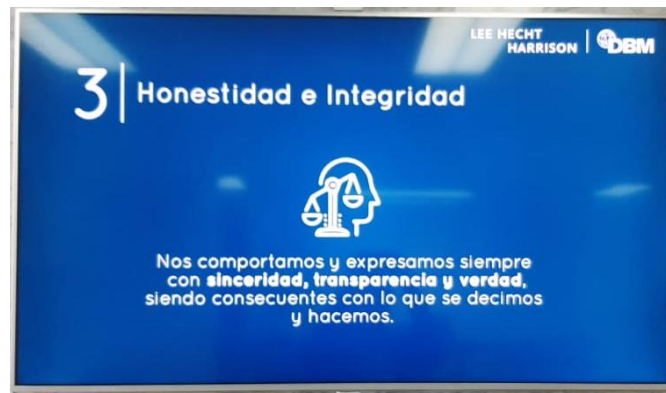 LEE HECHT
HARRISON
DBM
3 Honestidad e Integridad
Nos comportamos y expresamos siempre
con sinceridad, transparencia y verdad,
siendo consecuentes con lo que se decimos
y hacemos.